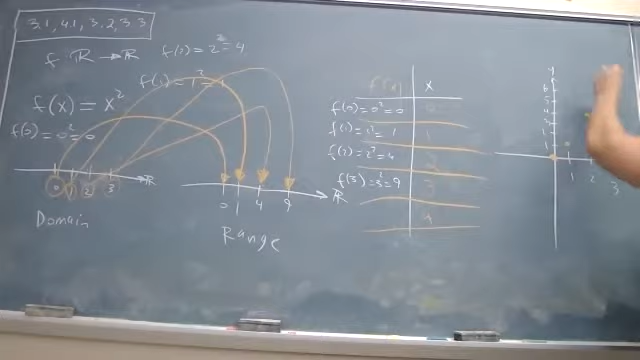 3.1, 4.1, 3.2, 3.3
f: ℝ → ℝ
f(2) = 2² = 4
f(1) = 1² = 1
f(x) = x²
f(0) = 0² = 0
0 1 2 3 ℝ
Domain
0 4 9 ℝ
Range
f(x) x
f(0) = 0² = 0 0
f(1) = 1² = 1 1
f(2) = 2² = 4 2
f(3) = 3² = 9 3
4
y
1 2 3